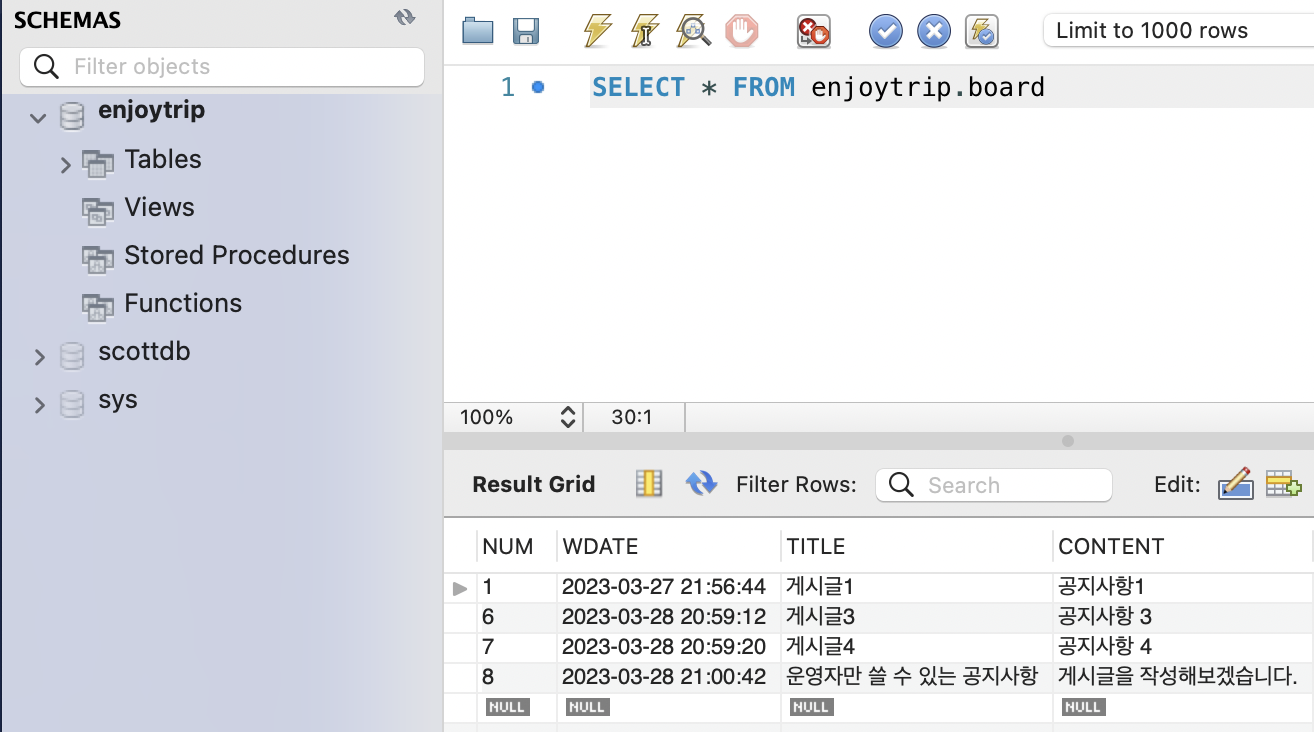 SCHEMAS
Filter objects
enjoytrip
Tables
Views
Stored Procedures
Functions
scottdb
sys
Limit to 1000 rows
1 SELECT * FROM enjoytrip.board
100% 30:1
Result Grid Filter Rows: Search Edit:
NUM WDATE TITLE CONTENT
1 2023-03-27 21:56:44 게시글1 공지사항1
6 2023-03-28 20:59:12 게시글3 공지사항 3
7 2023-03-28 20:59:20 게시글4 공지사항 4
8 2023-03-28 21:00:42 운영자만 쓸 수 있는 공지사항 게시글을 작성해보겠습니다.
NULL NULL NULL NULL